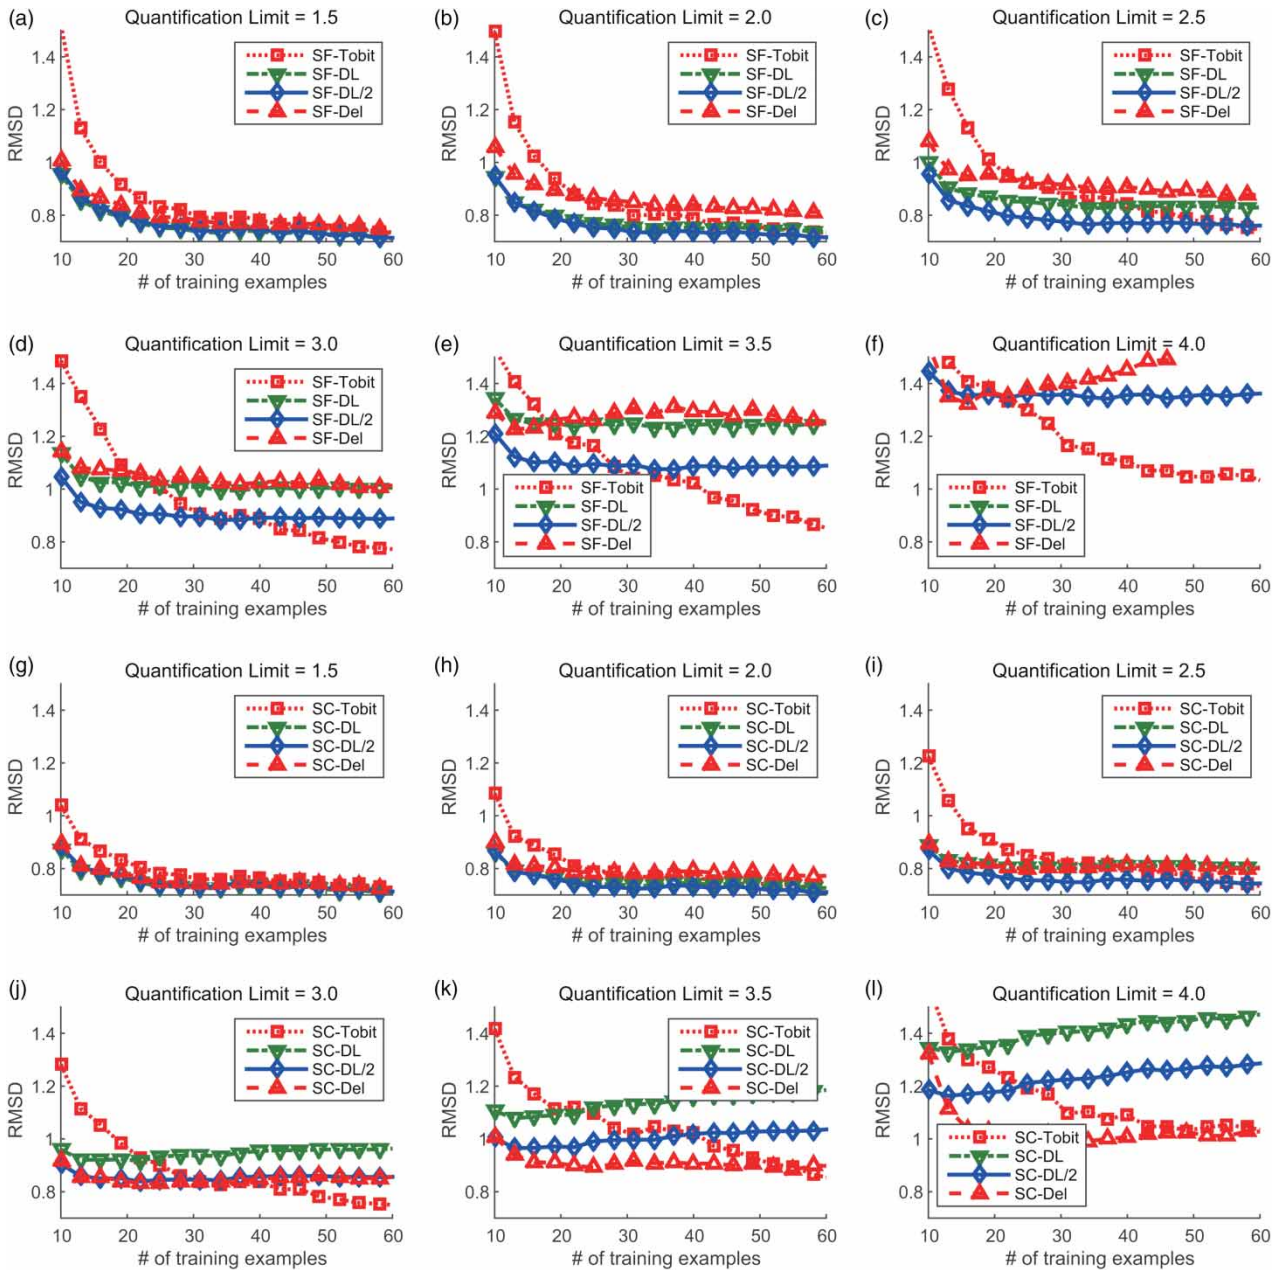 (a) Quantification Limit = 1.5
1.4
1.2
1
0.8
RMSD
SF-Tobit
SF-DL
SF-DL/2
SF-Del
10 20 30 40 50 60
# of training examples
(b) Quantification Limit = 2.0
1.4
1.2
1
0.8
RMSD
SF-Tobit
SF-DL
SF-DL/2
SF-Del
10 20 30 40 50 60
# of training examples
(c) Quantification Limit = 2.5
1.4
1.2
1
0.8
RMSD
SF-Tobit
SF-DL
SF-DL/2
SF-Del
10 20 30 40 50 60
# of training examples
(d) Quantification Limit = 3.0
1.4
1.2
1
0.8
RMSD
SF-Tobit
SF-DL
SF-DL/2
SF-Del
10 20 30 40 50 60
# of training examples
(e) Quantification Limit = 3.5
1.4
1.2
1
0.8
RMSD
SF-Tobit
SF-DL
SF-DL/2
SF-Del
10 20 30 40 50 60
# of training examples
(f) Quantification Limit = 4.0
1.4
1.2
1
0.8
RMSD
SF-Tobit
SF-DL
SF-DL/2
SF-Del
10 20 30 40 50 60
# of training examples
(g) Quantification Limit = 1.5
1.4
1.2
1
0.8
RMSD
SC-Tobit
SC-DL
SC-DL/2
SC-Del
10 20 30 40 50 60
# of training examples
(h) Quantification Limit = 2.0
1.4
1.2
1
0.8
RMSD
SC-Tobit
SC-DL
SC-DL/2
SC-Del
10 20 30 40 50 60
# of training examples
(i) Quantification Limit = 2.5
1.4
1.2
1
0.8
RMSD
SC-Tobit
SC-DL
SC-DL/2
SC-Del
10 20 30 40 50 60
# of training examples
(j) Quantification Limit = 3.0
1.4
1.2
1
0.8
RMSD
SC-Tobit
SC-DL
SC-DL/2
SC-Del
10 20 30 40 50 60
# of training examples
(k) Quantification Limit = 3.5
1.4
1.2
1
0.8
RMSD
SC-Tobit
SC-DL
SC-DL/2
SC-Del
10 20 30 40 50 60
# of training examples
(l) Quantification Limit = 4.0
1.4
1.2
1
0.8
RMSD
SC-Tobit
SC-DL
SC-DL/2
SC-Del
10 20 30 40 50 60
# of training examples